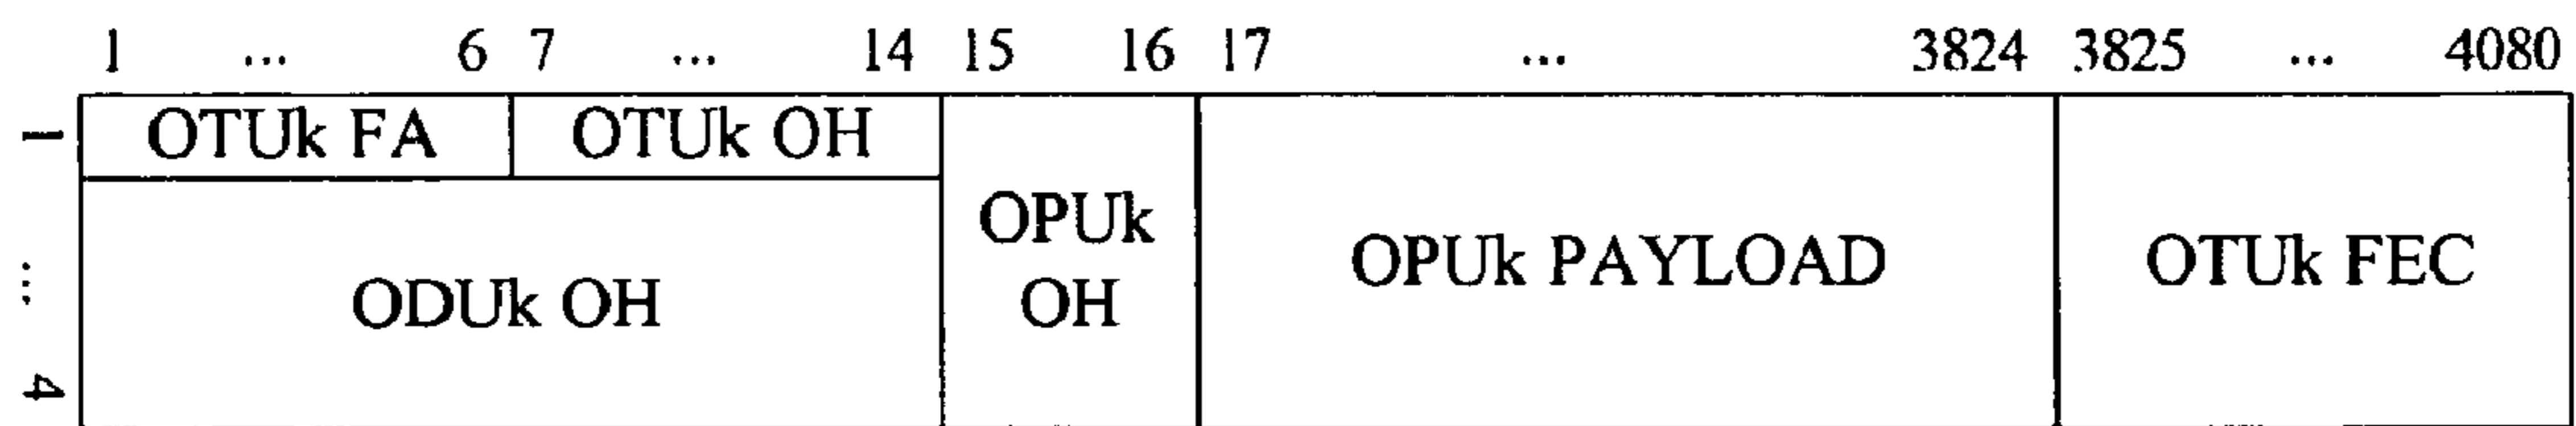 1 ... 6 7 ... 14 15 16 17 ... 3824 3825 ... 4080
1 OTUk FA OTUk OH
OPUk
OH
OPUk PAYLOAD OTUk FEC
... ODUk OH
4